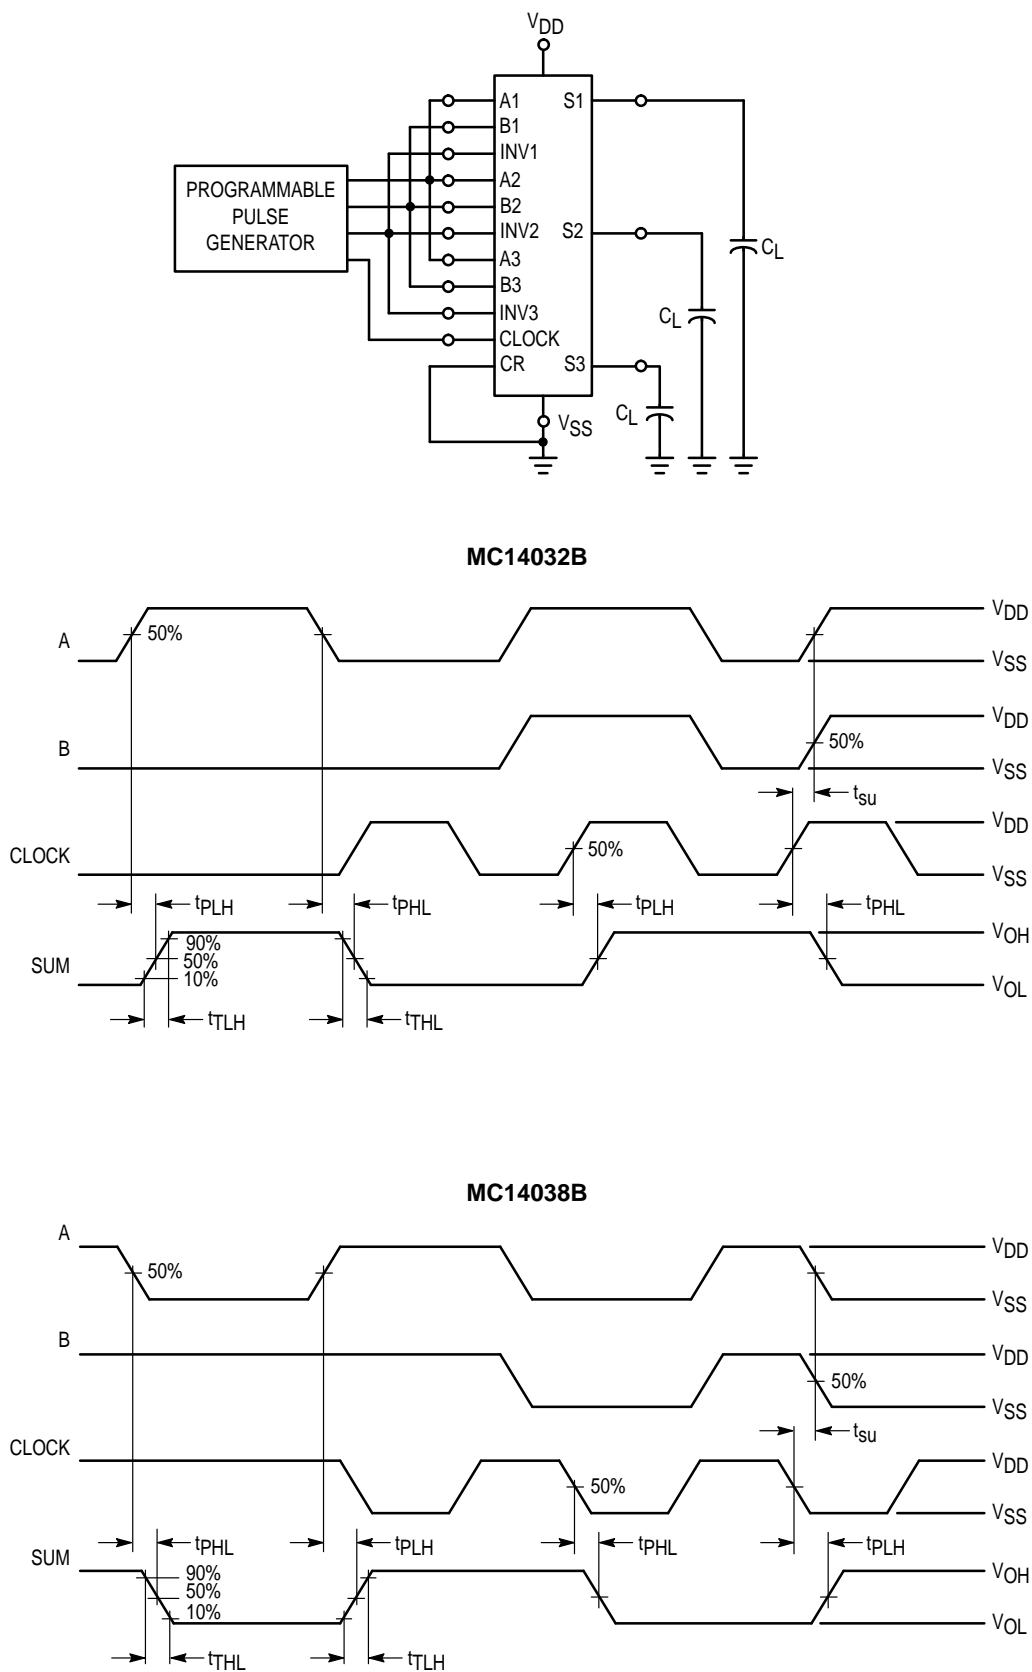 VDD
A1 S1
B1
INV1
PROGRAMMABLE
PULSE
GENERATOR
A2
B2
INV2 S2
A3
B3
INV3
CLOCK
CR S3
CL
CL
CL
VSS
MC14032B
A 50% VDD
VSS
B VDD
50% VSS
tsu
CLOCK 50% VDD
VSS
tPLH tPHL tPLH tPHL
SUM 90% VOH
50%
10% VOL
tTLH tTHL
MC14038B
A 50% VDD
VSS
B VDD
50% VSS
tsu
CLOCK 50% VDD
VSS
tPHL tPLH tPHL tPLH
SUM 90% VOH
50%
10% VOL
tTHL tTLH